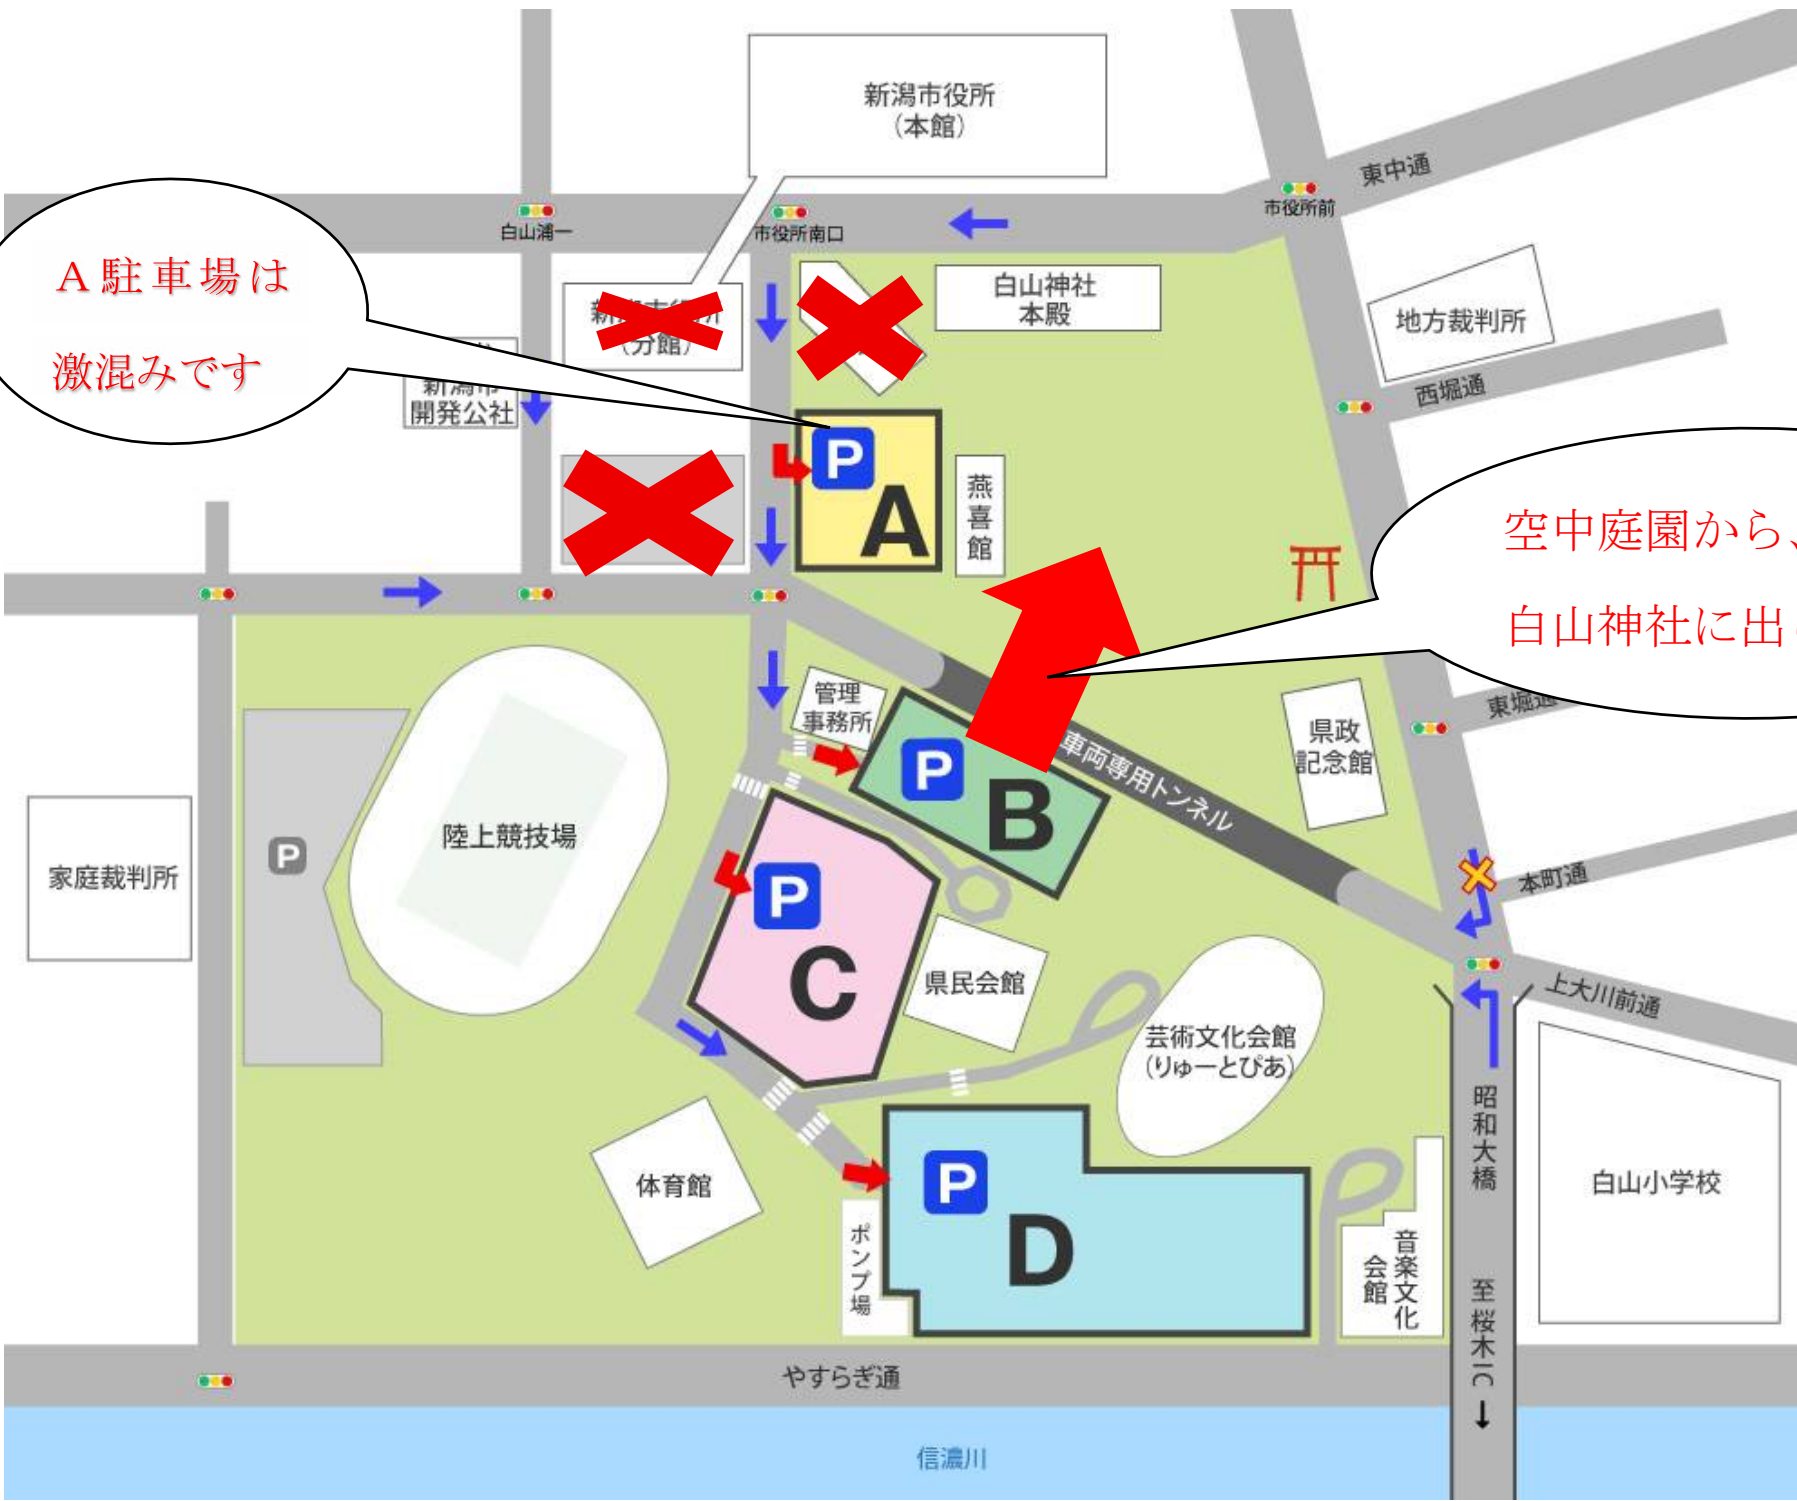 新潟市役所
（本館）
東中通
市役所前
白山浦一
市役所南口
Ａ駐車場は
激混みです
白山神社
本殿
地方裁判所
西堀通
（分館）
新潟市
開発公社
P
A
燕喜館
空中庭園から、
白山神社に出
東堀通
管理
事務所
県政
記念館
車両専用トンネル
P
B
陸上競技場
P
家庭裁判所
本町通
P
C
県民会館
上大川前通
芸術文化会館
（りゅーとぴあ）
昭和大橋
体育館
P
D
白山小学校
ポンプ場
音楽文化
会館
至桜木IC
やすらぎ通
信濃川